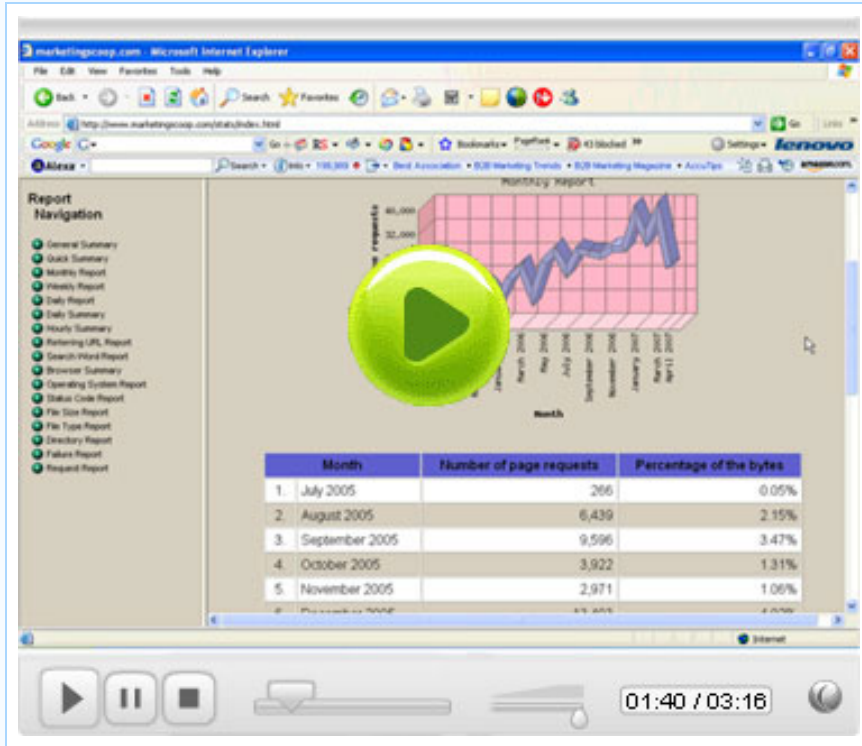 marketingscoop.com - Microsoft Internet Explorer
File Edit View Favorites Tools Help
Back Search Favorites
Address http://www.marketingscoop.com/stats/index.html Go Links
Google G Go RS Bookmarks PageRank 43 blocked Settings lenovo
Alexa Search Info Best Association B2B Marketing Trends B2B Marketing Magazine AccuTips amazon.com
Monthly Report
Report
Navigation
General Summary
Quick Summary
Monthly Report
Weekly Report
Daily Report
Daily Summary
Hourly Summary
Referring URL Report
Search Word Report
Browser Summary
Operating System Report
Status Code Report
File Size Report
File Type Report
Directory Report
Failure Report
Request Report
40,000
32,000
requests
March 2006
May 2006
July 2006
September 2006
November 2006
January 2007
March 2007
April 2007
Month
Month Number of page requests Percentage of the bytes
1. July 2005 266 0.05%
2. August 2005 6,439 2.15%
3. September 2005 9,596 3.47%
4. October 2005 3,922 1.31%
5. November 2005 2,971 1.06%
Internet
01:40 / 03:16